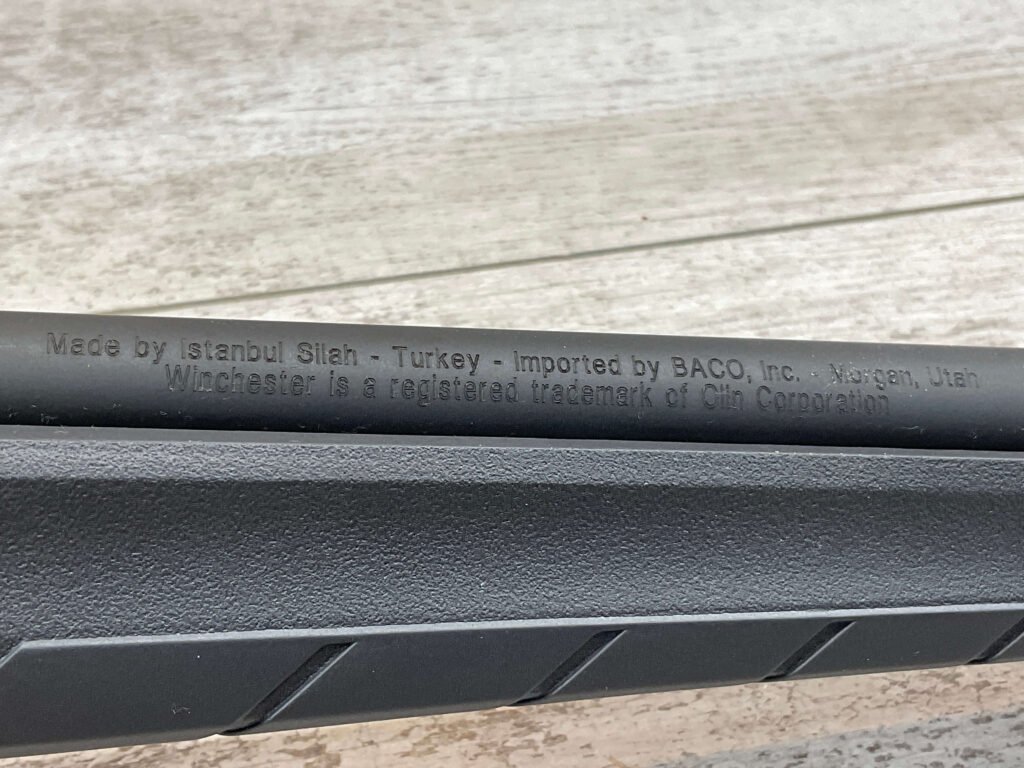 Made by Istanbul Silah - Turkey - Imported by BACO, Inc. - Morgan, Utah
Winchester is a registered trademark of Olin Corporation